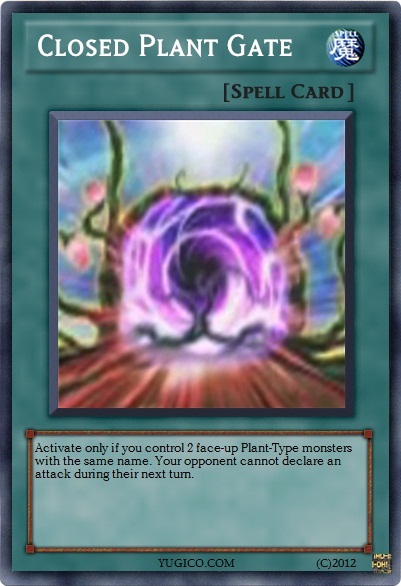 CLOSED PLANT GATE
魔
[SPELL CARD ]
Activate only if you control 2 face-up Plant-Type monsters
with the same name. Your opponent cannot declare an
attack during their next turn.
YUGICO.COM
(C)2012